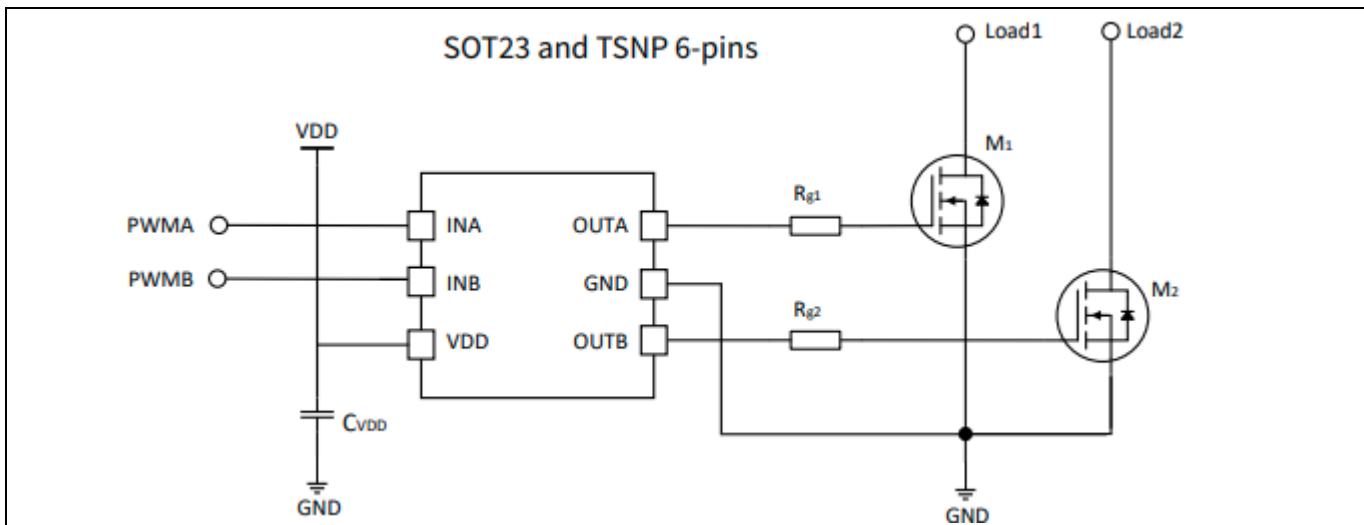 SOT23 and TSNP 6-pins
Load1
Load2
VDD
M1
Rg1
PWMA
INA
OUTA
PWMB
INB
GND
M2
Rg2
VDD
OUTB
CVDD
GND
GND